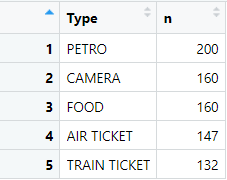 Type n
1 PETRO 200
2 CAMERA 160
3 FOOD 160
4 AIR TICKET 147
5 TRAIN TICKET 132